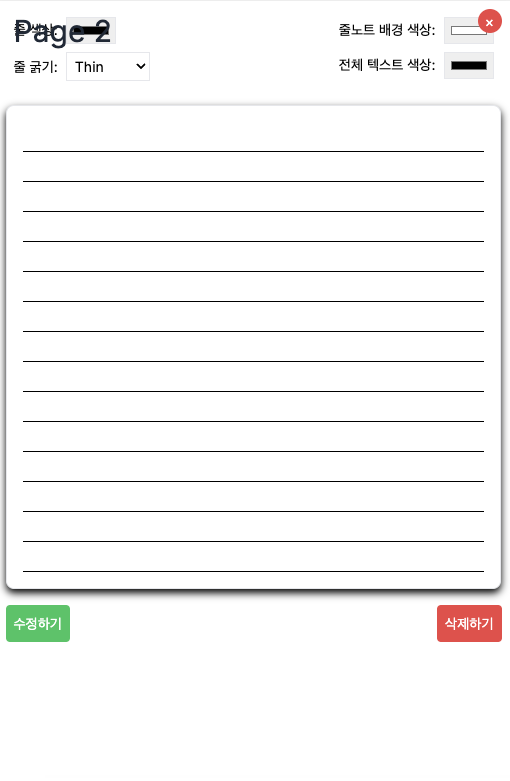 Page 2
줄 색상:
줄노트 배경 색상:
×
줄 굵기: Thin
전체 텍스트 색상:
수정하기
삭제하기